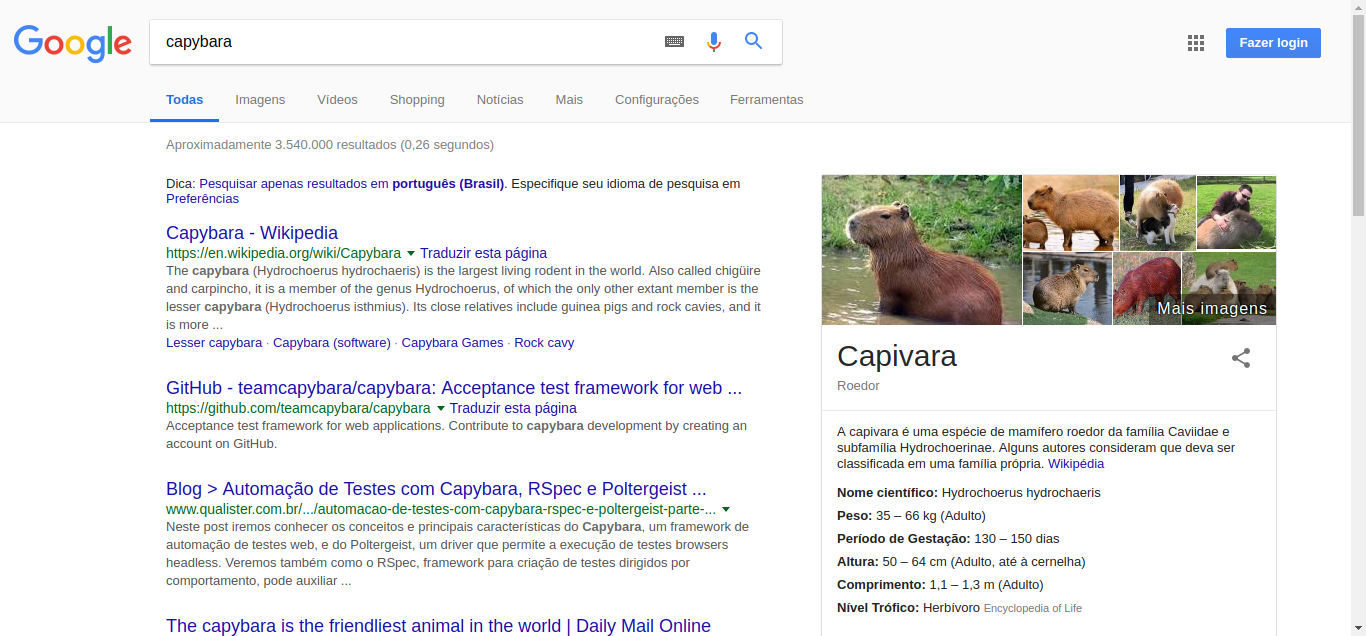 Google
capybara
Fazer login
Todas Imagens Vídeos Shopping Notícias Mais Configurações Ferramentas
Aproximadamente 3.540.000 resultados (0,26 segundos)
Dica: Pesquisar apenas resultados em português (Brasil). Especifique seu idioma de pesquisa em
Preferências
Capybara - Wikipedia
https://en.wikipedia.org/wiki/Capybara Traduzir esta página
The capybara (Hydrochoerus hydrochaeris) is the largest living rodent in the world. Also called chigüire
and carpincho, it is a member of the genus Hydrochoerus, of which the only other extant member is the
lesser capybara (Hydrochoerus isthmius). Its close relatives include guinea pigs and rock cavies, and it
is more ...
Lesser capybara · Capybara (software) · Capybara Games · Rock cavy
GitHub - teamcapybara/capybara: Acceptance test framework for web ...
https://github.com/teamcapybara/capybara Traduzir esta página
Acceptance test framework for web applications. Contribute to capybara development by creating an
account on GitHub.
Blog > Automação de Testes com Capybara, RSpec e Poltergeist ...
www.qualister.com.br/.../automacao-de-testes-com-capybara-rspec-e-poltergeist-parte-...
Neste post iremos conhecer os conceitos e principais características do Capybara, um framework de
automação de testes web, e do Poltergeist, um driver que permite a execução de testes browsers
headless. Veremos também como o RSpec, framework para criação de testes dirigidos por
comportamento, pode auxiliar ...
The capybara is the friendliest animal in the world | Daily Mail Online
Mais imagens
Capivara
Roedor
A capivara é uma espécie de mamífero roedor da família Caviidae e
subfamília Hydrochoerinae. Alguns autores consideram que deva ser
classificada em uma família própria. Wikipédia
Nome científico: Hydrochoerus hydrochaeris
Peso: 35 – 66 kg (Adulto)
Período de Gestação: 130 – 150 dias
Altura: 50 – 64 cm (Adulto, até à cernelha)
Comprimento: 1,1 – 1,3 m (Adulto)
Nível Trófico: Herbívoro Encyclopedia of Life